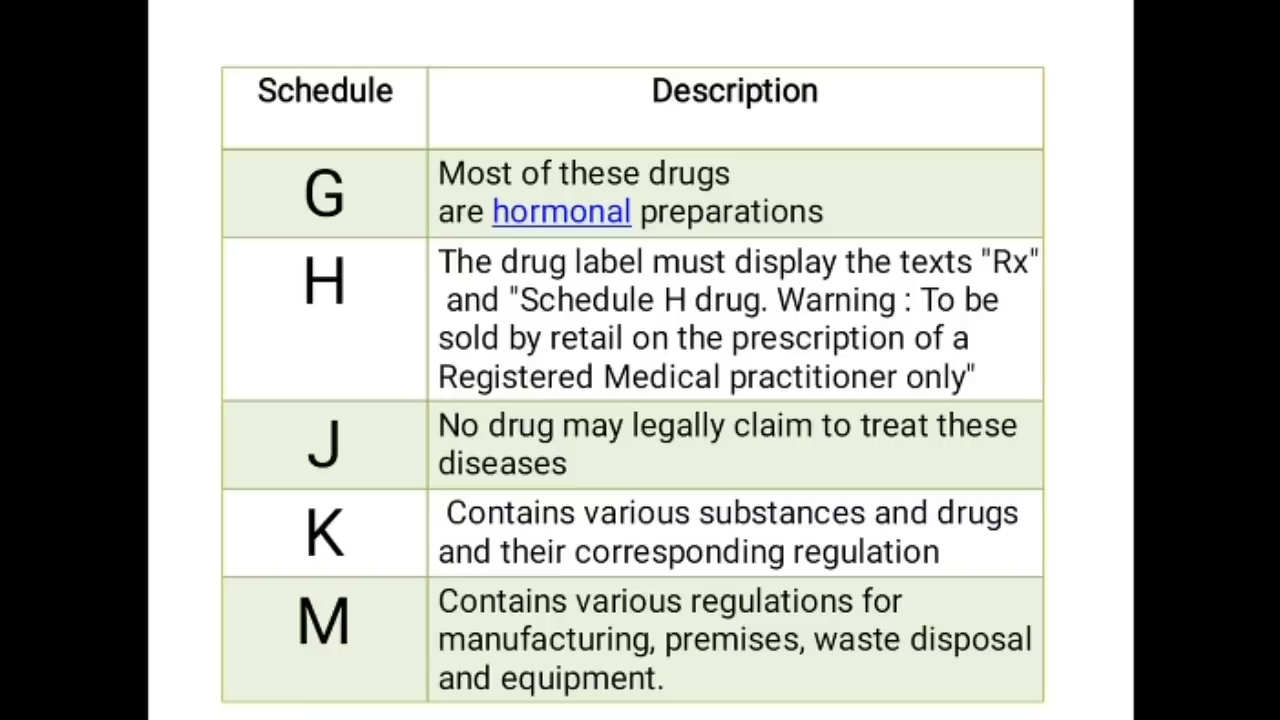 Schedule
Description
G
Most of these drugs
are hormonal preparations
H
The drug label must display the texts "Rx"
and "Schedule H drug. Warning : To be
sold by retail on the prescription of a
Registered Medical practitioner only"
J
No drug may legally claim to treat these
diseases
K
Contains various substances and drugs
and their corresponding regulation
M
Contains various regulations for
manufacturing, premises, waste disposal
and equipment.